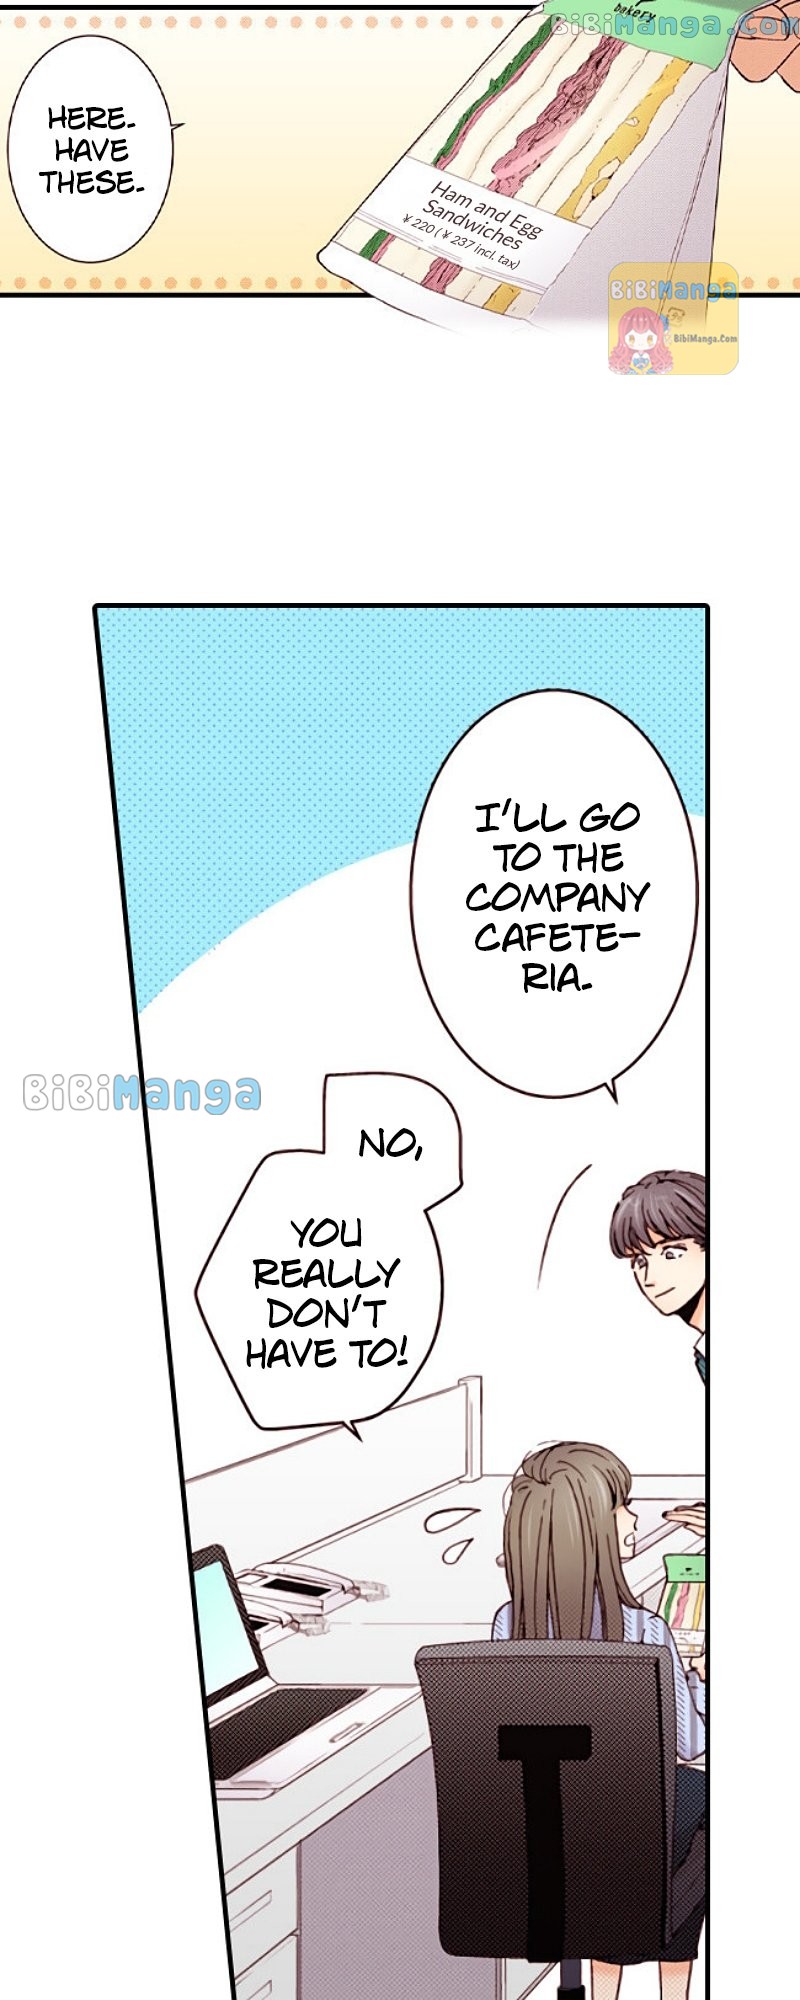 BiBiManga.Com
bakery
HERE.
HAVE
THESE.
Ham and Egg
Sandwiches
¥ 220 (¥ 237 incl. tax)
BiBiManga
BibiManga.Com
I'LL GO
TO THE
COMPANY
CAFETE-
RIA.
BiBiManga
NO,
YOU
REALLY
DON'T
HAVE TO!